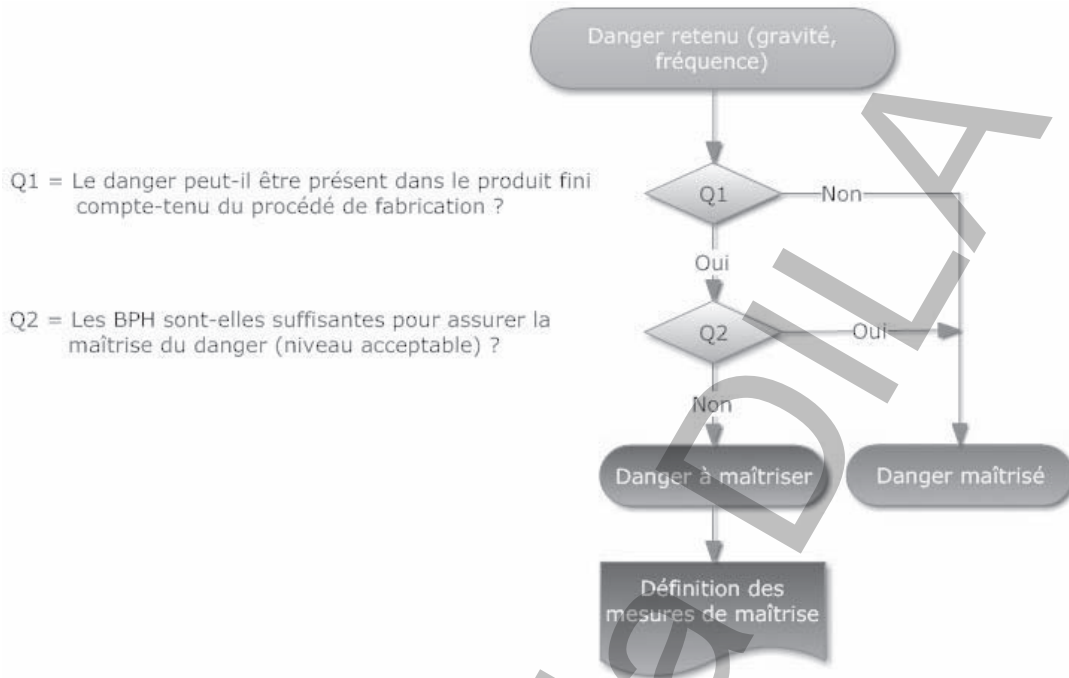 Danger retenu (gravité,
fréquence)
Q1 = Le danger peut-il être présent dans le produit fini
compte-tenu du procédé de fabrication ?
Q1
Non
Oui
Q2 = Les BPH sont-elles suffisantes pour assurer la
maîtrise du danger (niveau acceptable) ?
Q2
Oui
Non
Danger à maîtriser
Danger maîtrisé
Définition des
mesures de maîtrise
DILA